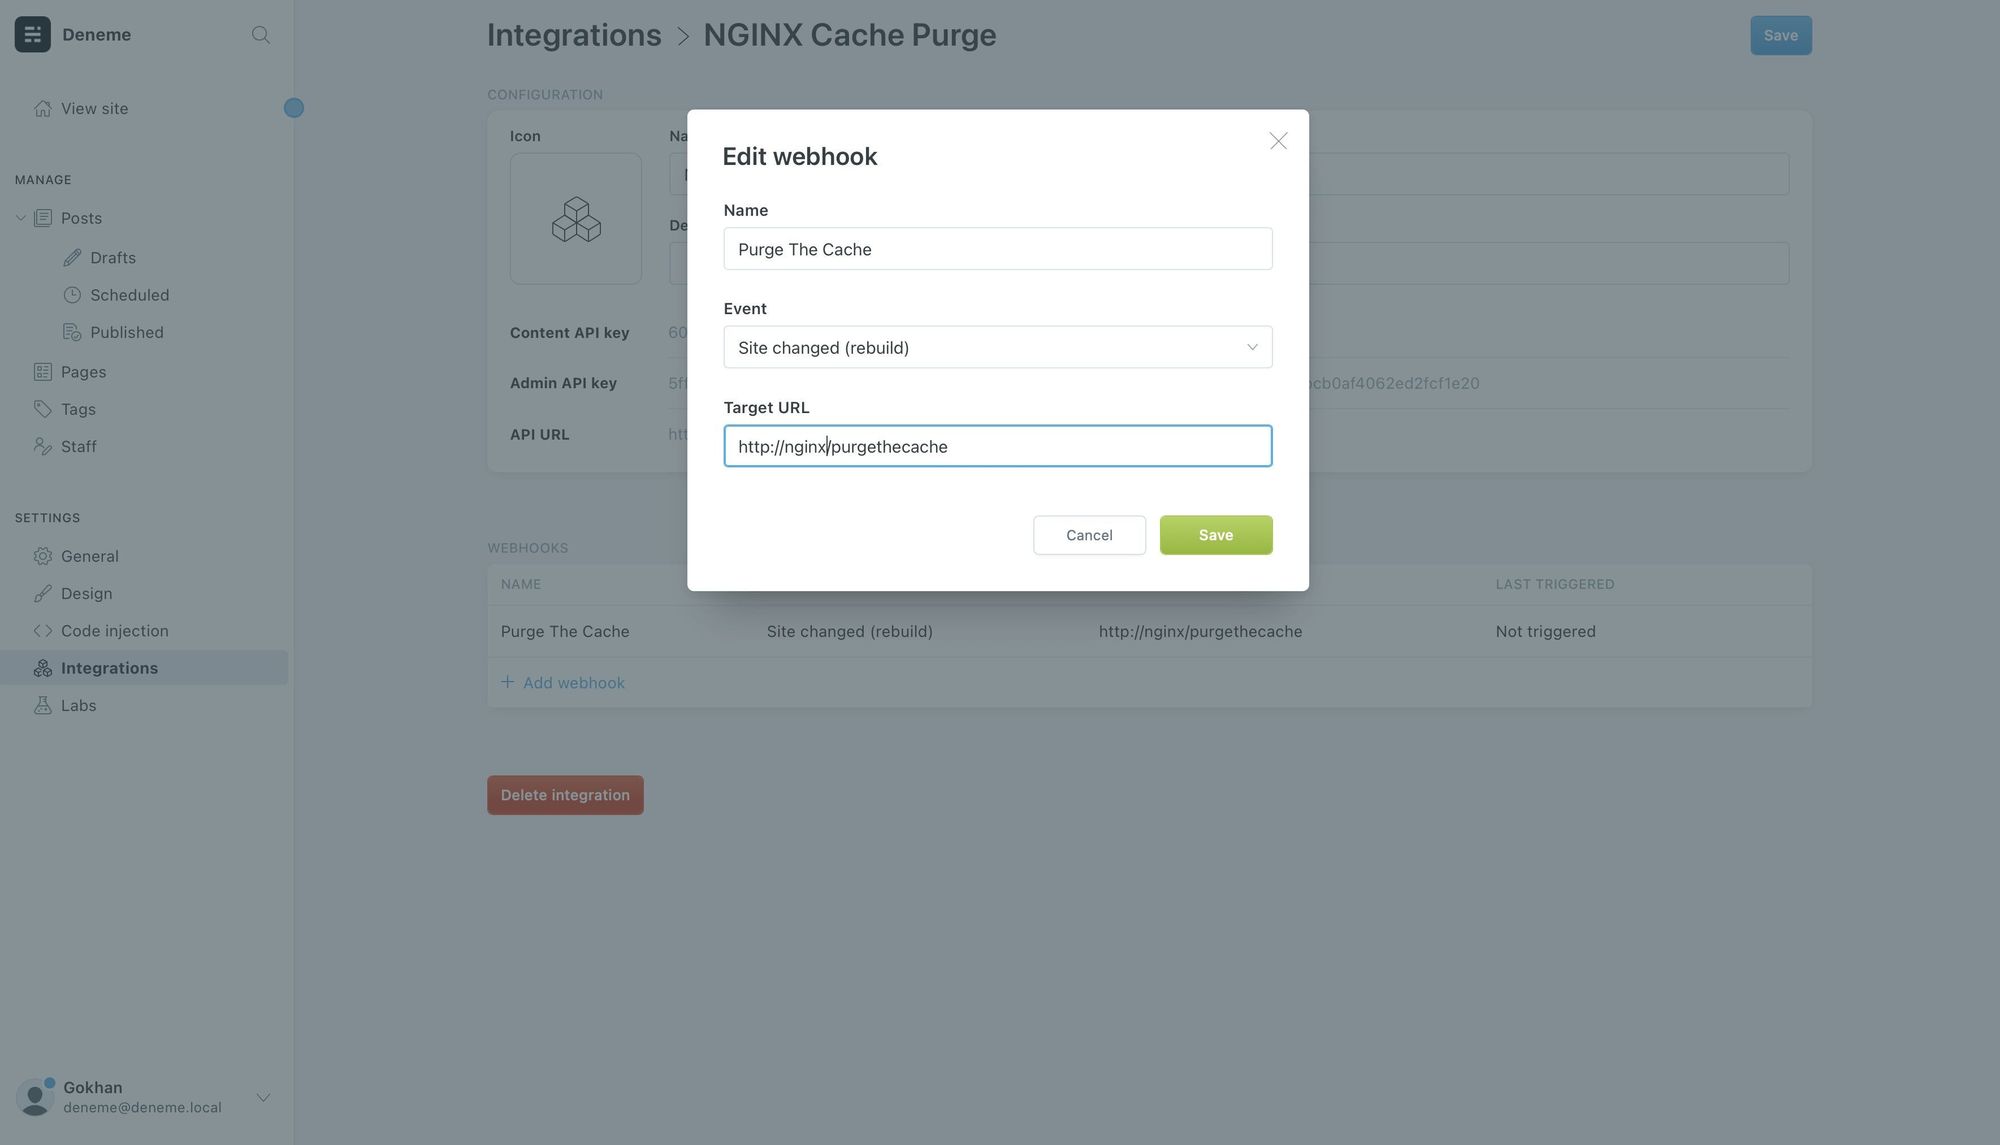 Deneme
View site
MANAGE
Posts
Drafts
Scheduled
Published
Pages
Tags
Staff
SETTINGS
General
Design
Code injection
Integrations
Labs
Gokhan
deneme@deneme.local
Integrations > NGINX Cache Purge
Save
CONFIGURATION
Icon
Na
De
Content API key
60
Admin API key
5ff
cb0af4062ed2fcf1e20
API URL
htt
Edit webhook
Name
Purge The Cache
Event
Site changed (rebuild)
Target URL
http://nginx/purgethecache
Cancel
Save
WEBHOOKS
NAME LAST TRIGGERED
Purge The Cache Site changed (rebuild) http://nginx/purgethecache Not triggered
+ Add webhook
Delete integration